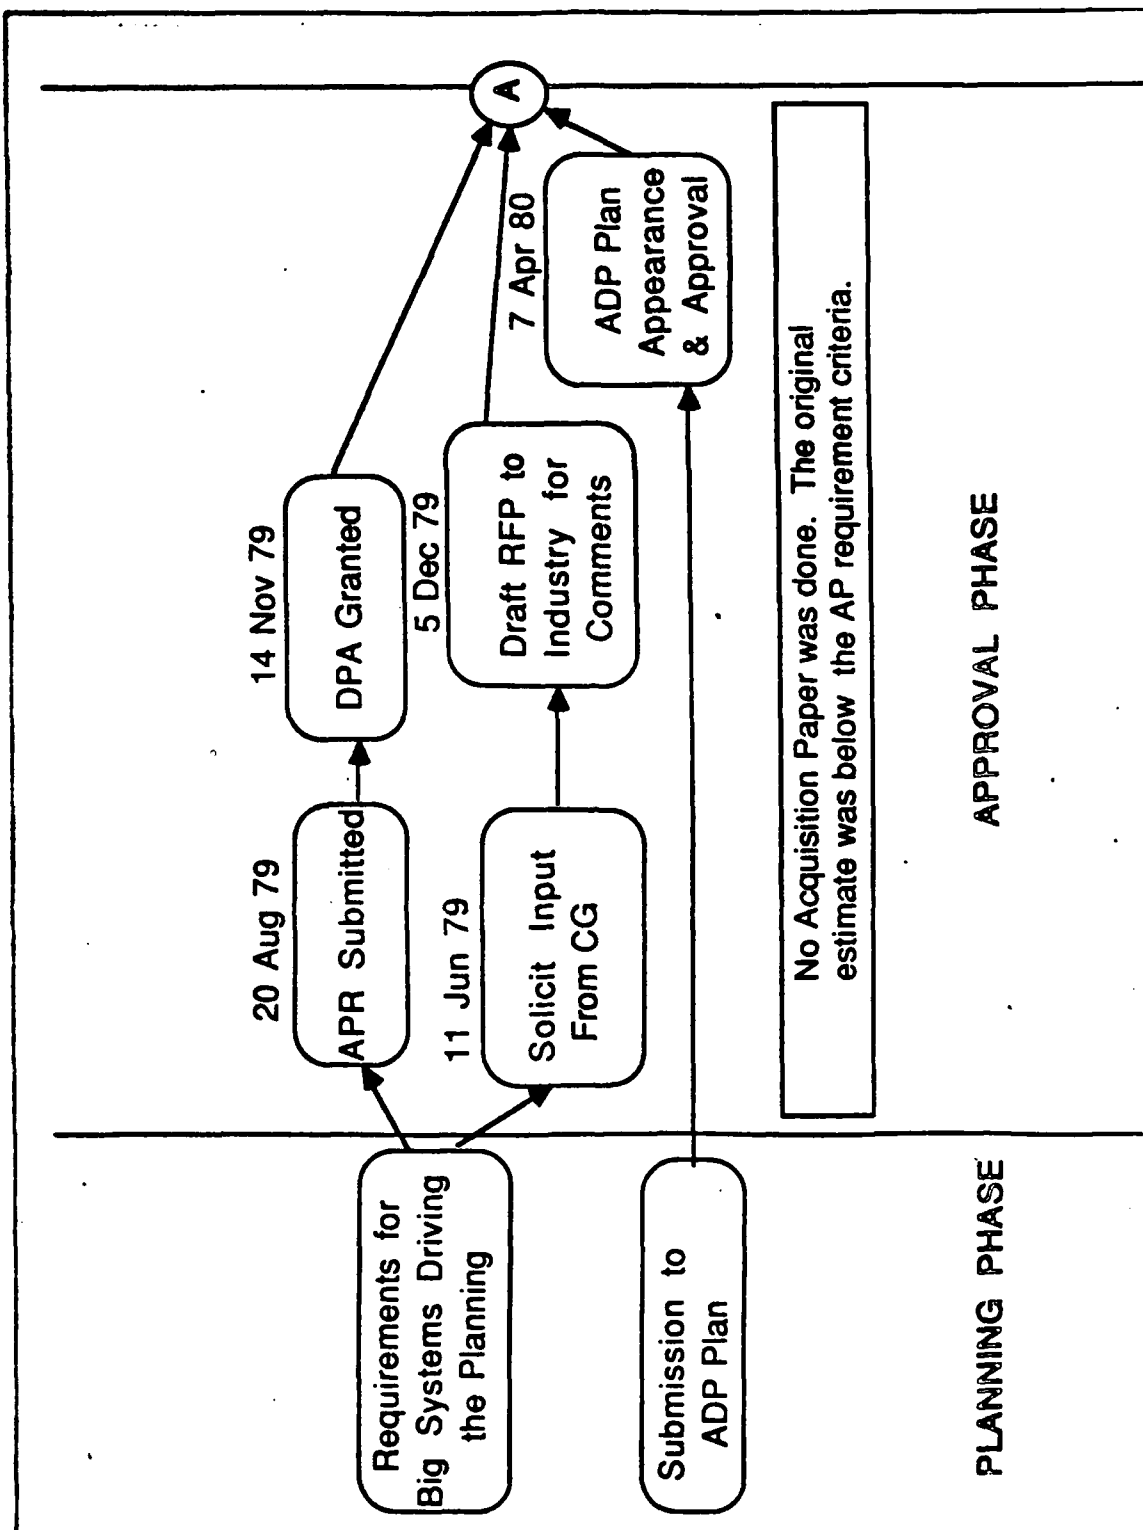 20 Aug 79
14 Nov 79
APR Submitted
DPA Granted
A
Requirements for
Big Systems Driving
the Planning
11 Jun 79
5 Dec 79
7 Apr 80
Solicit Input
From CG
Draft RFP to
Industry for
Comments
ADP Plan
Appearance
& Approval
Submission to
ADP Plan
No Acquisition Paper was done. The original
estimate was below the AP requirement criteria.
PLANNING PHASE
APPROVAL PHASE